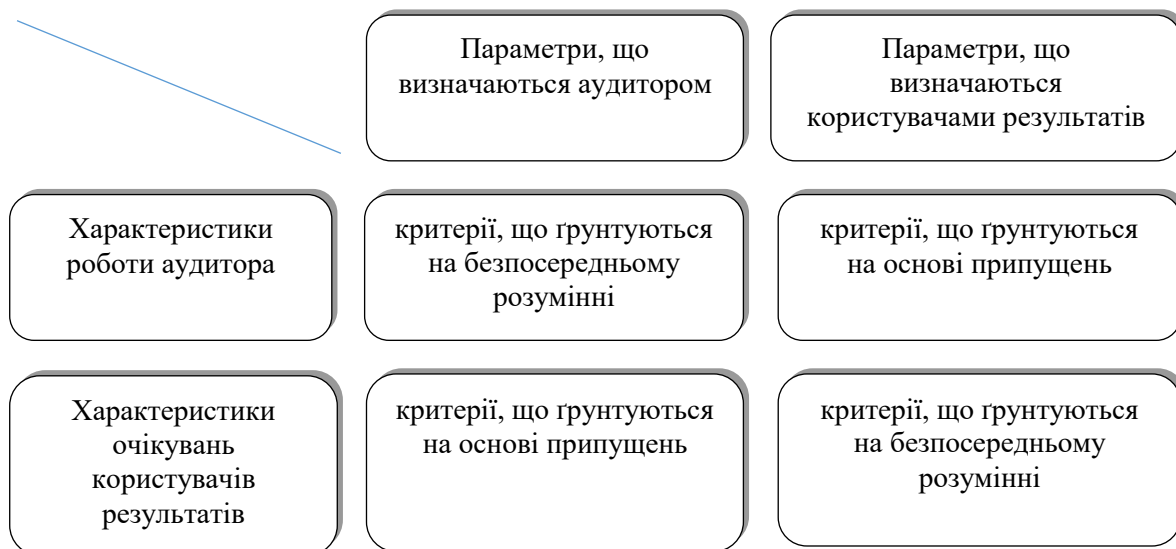 Параметри, що
визначаються аудитором
Параметри, що
визначаються
користувачами результатів
Характеристики
роботи аудитора
критерії, що ґрунтуються
на безпосередньому
розумінні
критерії, що ґрунтуються
на основі припущень
Характеристики
очікувань
користувачів
результатів
критерії, що ґрунтуються
на основі припущень
критерії, що ґрунтуються
на безпосередньому
розумінні